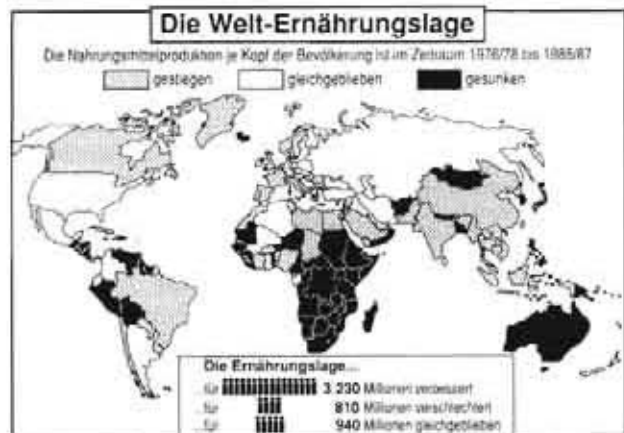 Die Welt-Ernährungslage
Die Nahrungsmittelproduktion je Kopf der Bevölkerung ist im Zeitraum 1976/78 bis 1985/87
gestiegen gleichgeblieben gesunken
Die Ernährungslage...
...für 3 230 Millionen verbessert
...für 810 Millionen verschlechtert
...für 940 Millionen gleichgeblieben